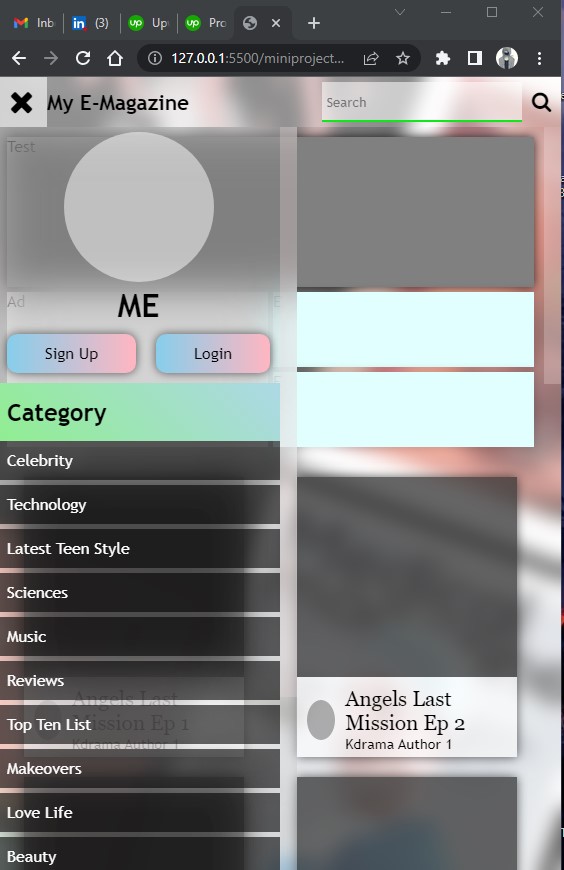 Inb
(3)
Up
Pro
127.0.0.1:5500/miniproject...
My E-Magazine
Search
Test
Ad
ME
Sign Up
Login
Category
Celebrity
Technology
Latest Teen Style
Sciences
Music
Reviews
Top Ten List
Makeovers
Love Life
Beauty
Angels Last
Mission Ep 1
Kdrama Author 1
Angels Last
Mission Ep 2
Kdrama Author 1